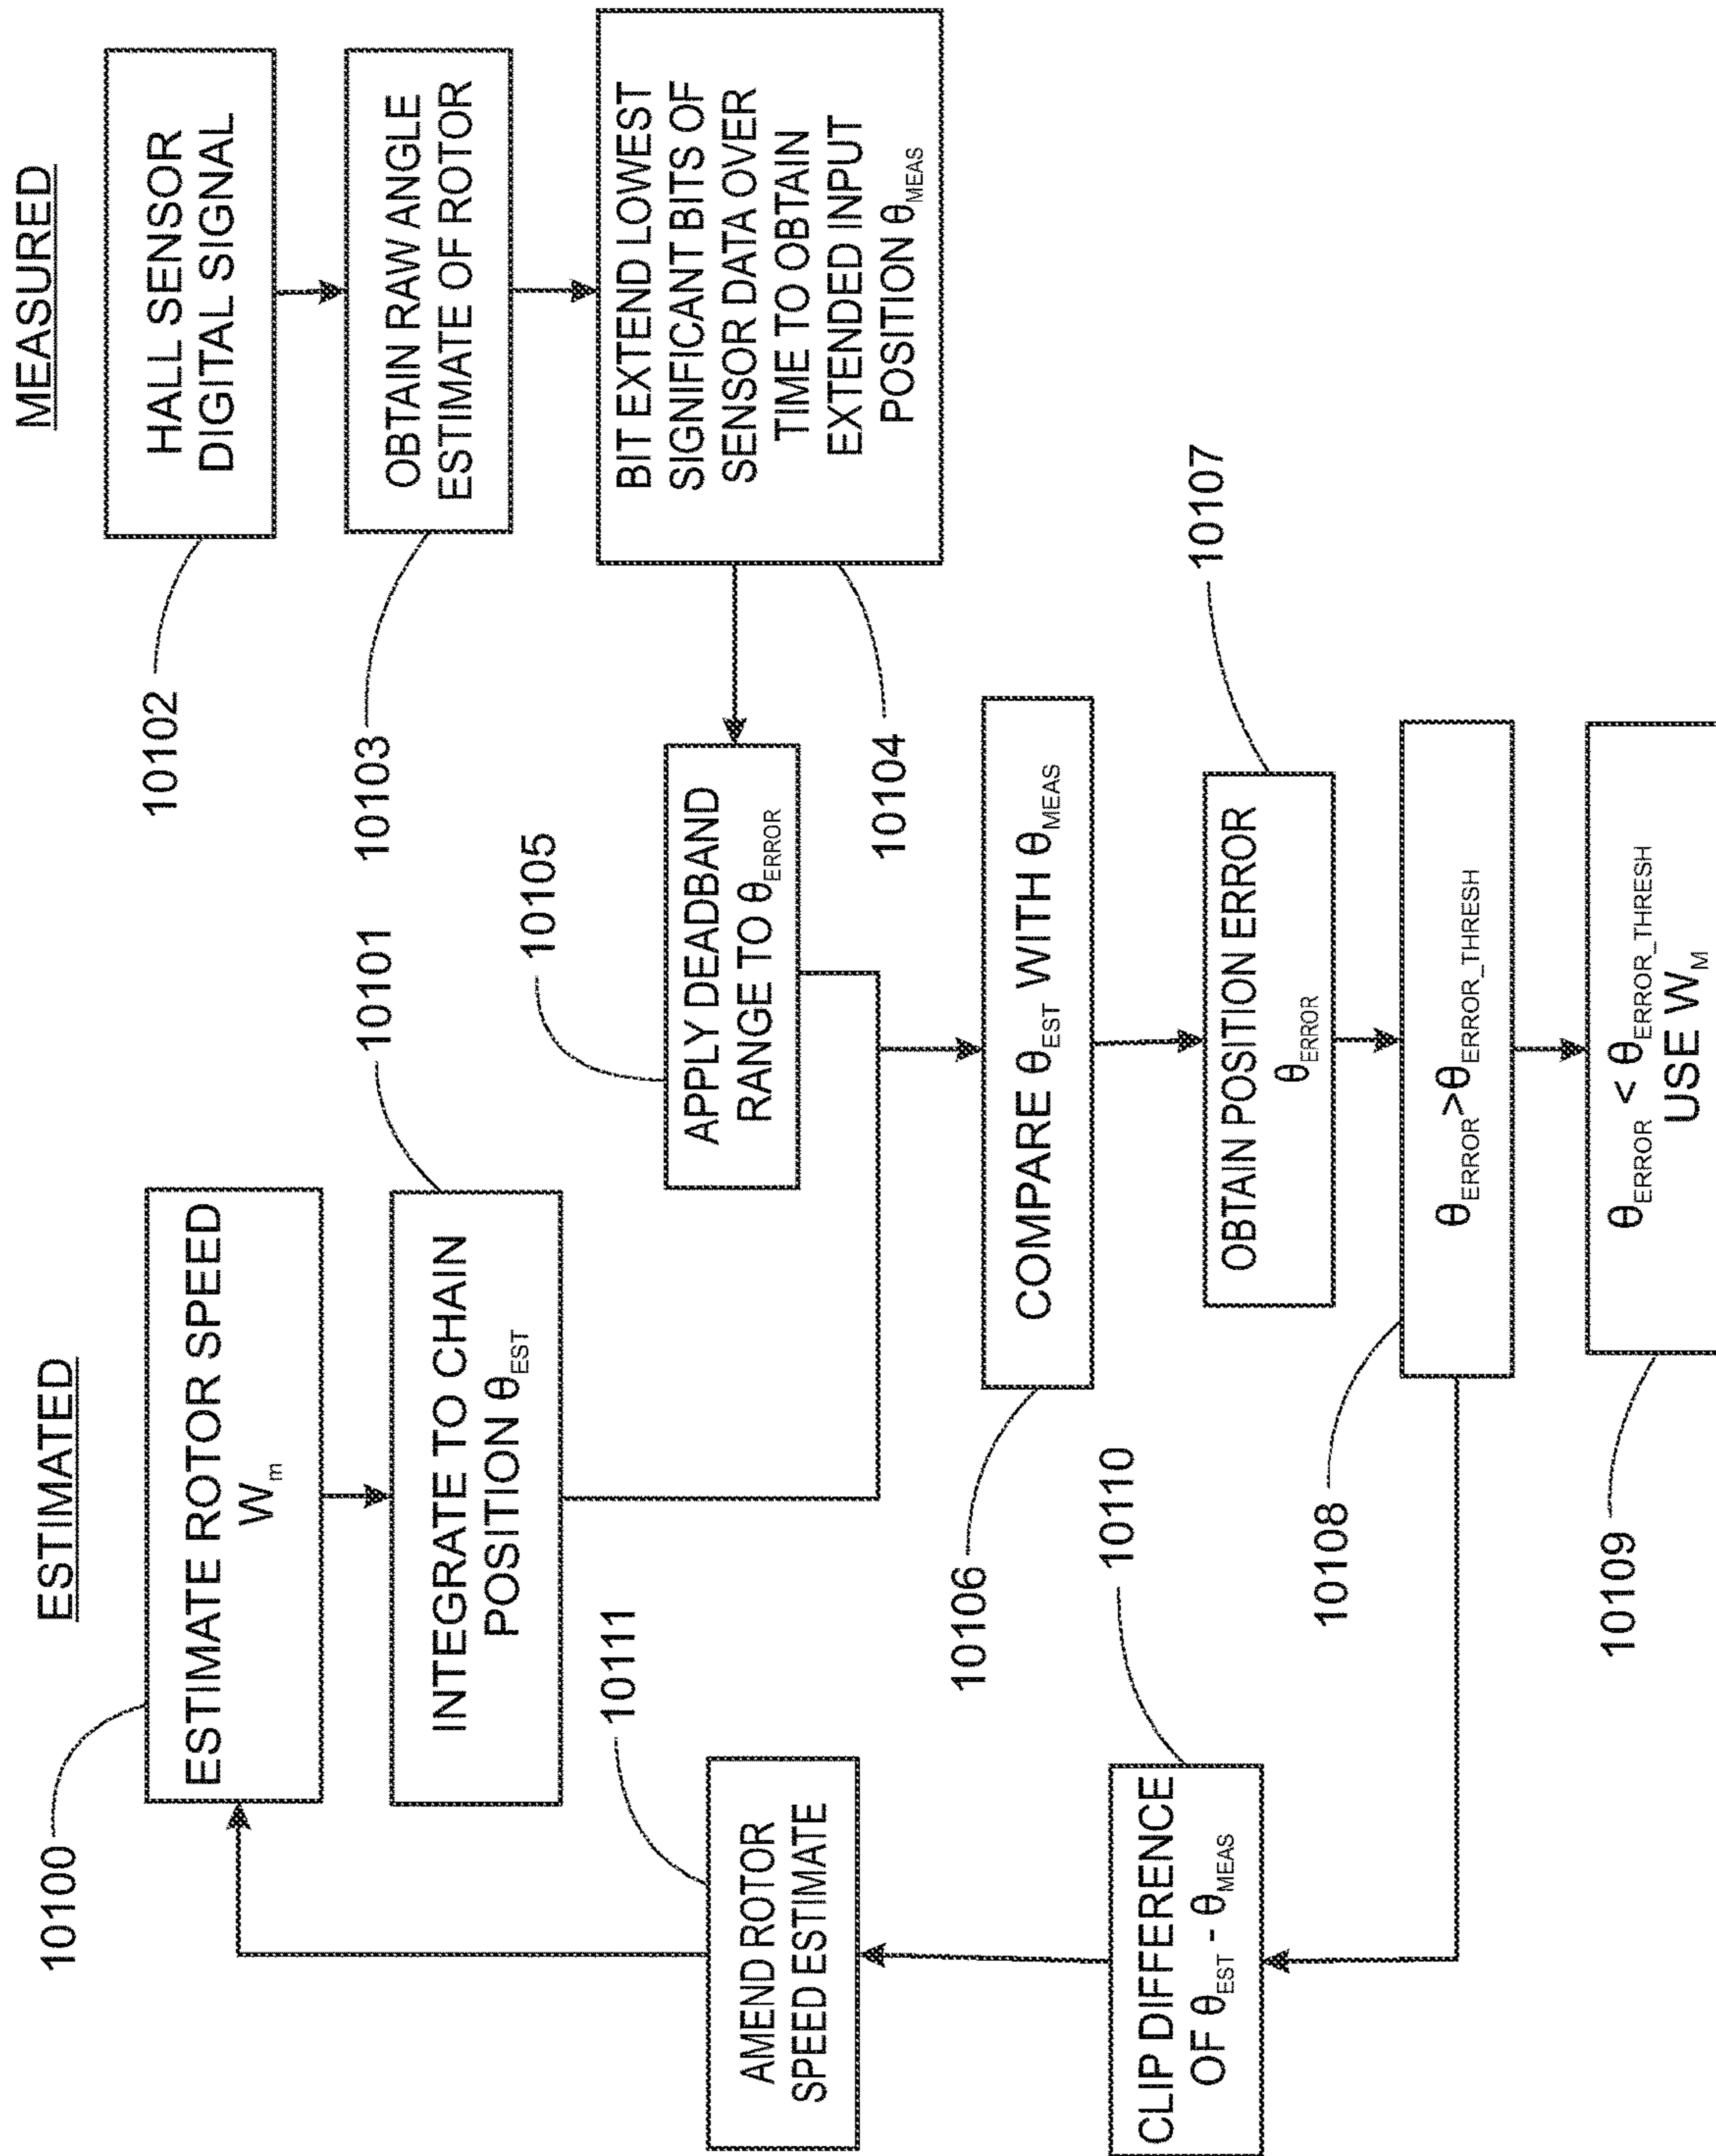 ESTIMATED
10100
ESTIMATE ROTOR SPEED
Wm
10101
INTEGRATE TO CHAIN
POSITION θEST
MEASURED
10102
HALL SENSOR
DIGITAL SIGNAL
10103
OBTAIN RAW ANGLE
ESTIMATE OF ROTOR
10104
BIT EXTEND LOWEST
SIGNIFICANT BITS OF
SENSOR DATA OVER
TIME TO OBTAIN
EXTENDED INPUT
POSITION θMEAS
10105
APPLY DEADBAND
RANGE TO θERROR
10106
COMPARE θEST WITH θMEAS
10107
OBTAIN POSITION ERROR
θERROR
10108
θERROR>θERROR_THRESH
10109
θERROR < θERROR_THRESH
USE WM
10110
CLIP DIFFERENCE
OF θEST - θMEAS
10111
AMEND ROTOR
SPEED ESTIMATE